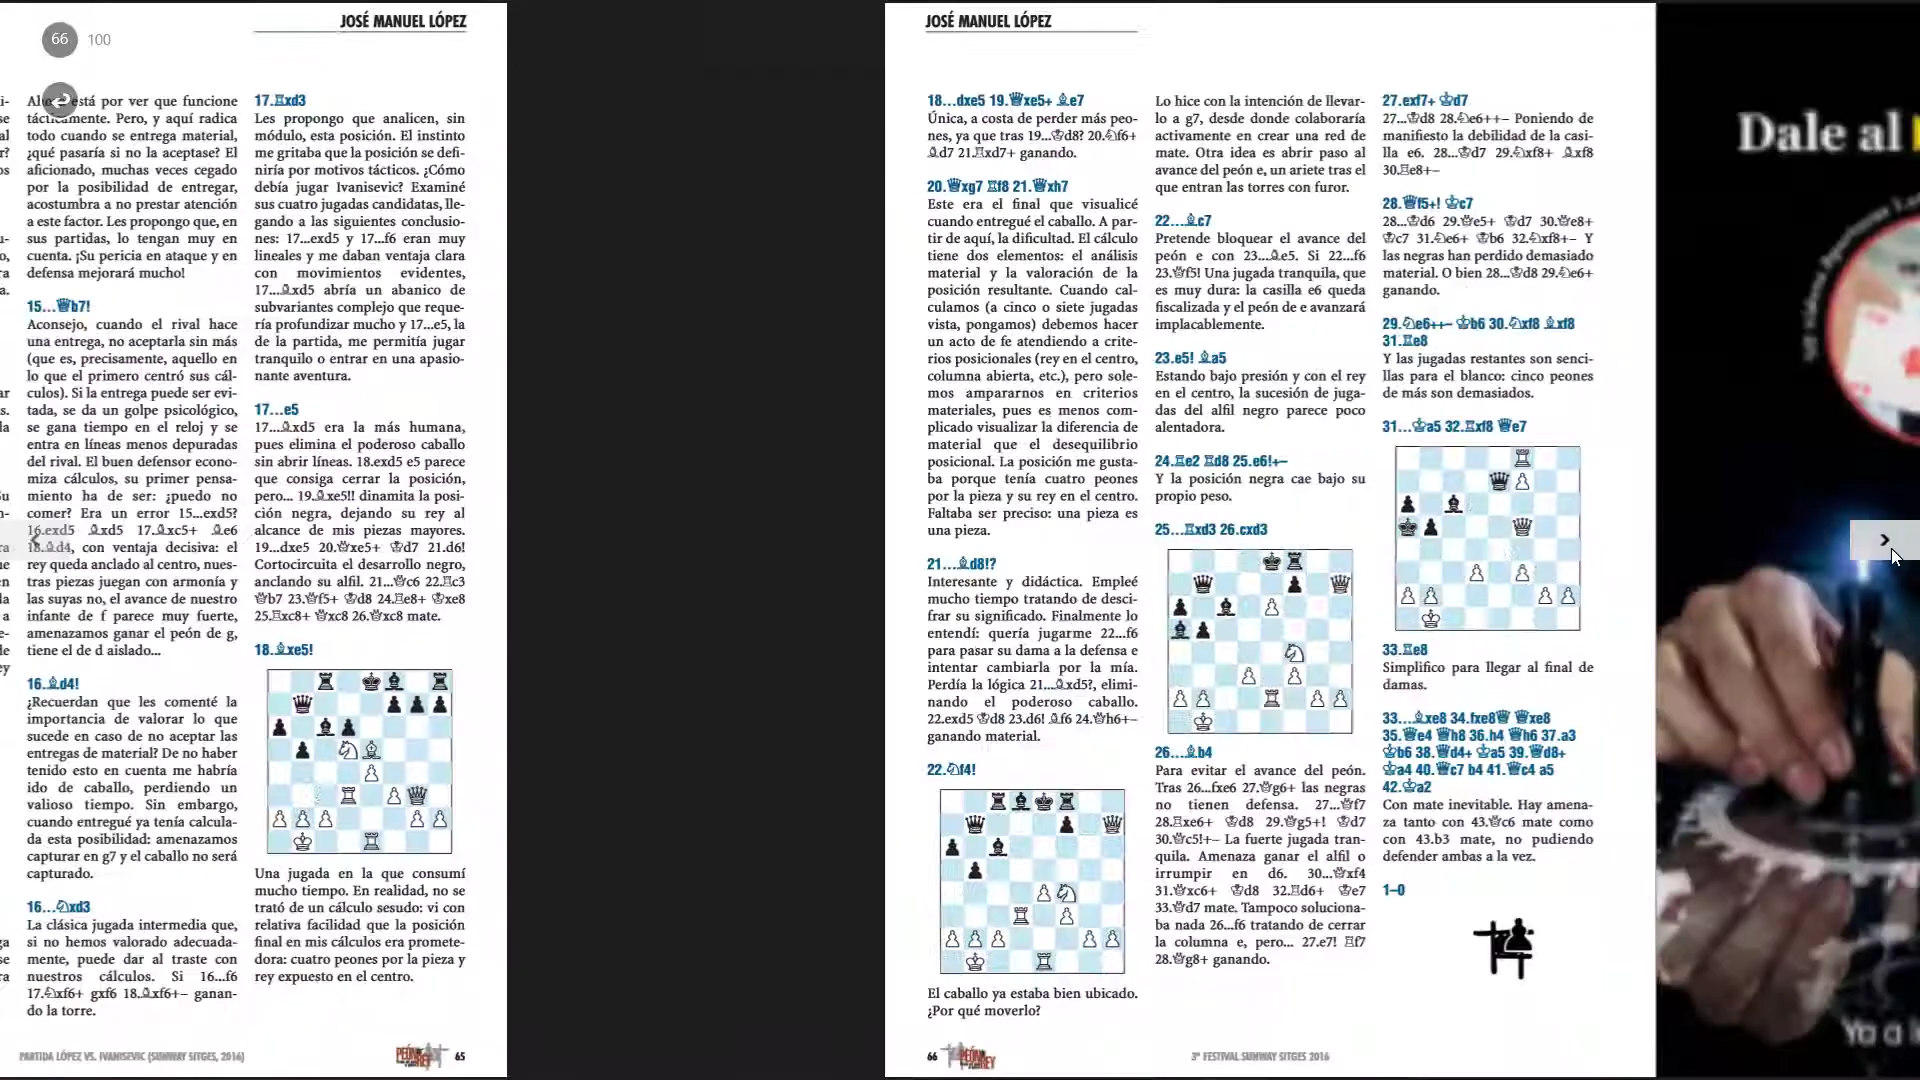 66
100
JOSÉ MANUEL LÓPEZ
está por ver que funcione
tácticamente. Pero, y aquí radica
todo cuando se entrega material,
¿qué pasaría si no la aceptase? El
aficionado, muchas veces cegado
por la posibilidad de entregar,
acostumbra a no prestar atención
a este factor. Les propongo que, en
sus partidas, lo tengan muy en
cuenta. ¡Su pericia en ataque y en
defensa mejorará mucho!
15...♕b7!
Aconsejo, cuando el rival hace
una entrega, no aceptarla sin más
(que es, precisamente, aquello en
lo que el primero centró sus cál-
culos). Si la entrega puede ser evi-
tada, se da un golpe psicológico,
se gana tiempo en el reloj y se
entra en líneas menos depuradas
del rival. El buen defensor econo-
miza cálculos, su primer pensa-
miento ha de ser: ¿puedo no
comer? Era un error 15...exd5?
16.exd5 ♗xd5 17.♗xc5+ ♗e6
18.♗d4, con ventaja decisiva: el
rey queda anclado al centro, nues-
tras piezas juegan con armonía y
las suyas no, el avance de nuestro
infante de f parece muy fuerte,
amenazamos ganar el peón de g,
tiene el de d aislado...
16.♗d4!
¿Recuerdan que les comenté la
importancia de valorar lo que
sucede en caso de no aceptar las
entregas de material? De no haber
tenido esto en cuenta me habría
ido de caballo, perdiendo un
valioso tiempo. Sin embargo,
cuando entregué ya tenía calcula-
da esta posibilidad: amenazamos
capturar en g7 y el caballo no será
capturado.
16...♘xd3
La clásica jugada intermedia que,
si no hemos valorado adecuada-
mente, puede dar al traste con
nuestros cálculos. Si 16...f6
17.♘xf6+ gxf6 18.♗xf6+– ganan-
do la torre.
17.♖xd3
Les propongo que analicen, sin
módulo, esta posición. El instinto
me gritaba que la posición se defi-
niría por motivos tácticos. ¿Cómo
debía jugar Ivanisevic? Examiné
sus cuatro jugadas candidatas, lle-
gando a las siguientes conclusio-
nes: 17...exd5 y 17...f6 eran muy
lineales y me daban ventaja clara
con movimientos evidentes,
17...♗xd5 abría un abanico de
subvariantes complejo que reque-
ría profundizar mucho y 17...e5, la
de la partida, me permitía jugar
tranquilo o entrar en una apasio-
nante aventura.
17...e5
17...♗xd5 era la más humana,
pues elimina el poderoso caballo
sin abrir líneas. 18.exd5 e5 parece
que consiga cerrar la posición,
pero... 19.♗xe5!! dinamita la posi-
ción negra, dejando su rey al
alcance de mis piezas mayores.
19...dxe5 20.♕xe5+ ♔d7 21.d6!
Cortocircuita el desarrollo negro,
anclando su alfil. 21...♕c6 22.♖c3
♕b7 23.♕f5+ ♔d8 24.♖e8+ ♔xe8
25.♖xc8+ ♕xc8 26.♕xc8 mate.
18.♗xe5!
Una jugada en la que consumí
mucho tiempo. En realidad, no se
trató de un cálculo sesudo: vi con
relativa facilidad que la posición
final en mis cálculos era promete-
dora: cuatro peones por la pieza y
rey expuesto en el centro.
PARTIDA LÓPEZ VS. IVANISEVIC (SUNWAY SITGES, 2016)
PEÓN
REY
65
JOSÉ MANUEL LÓPEZ
18...dxe5 19.♕xe5+ ♗e7
Única, a costa de perder más peo-
nes, ya que tras 19...♔d8? 20.♘f6+
♗d7 21.♖xd7+ ganando.
20.♕xg7 ♖f8 21.♕xh7
Este era el final que visualicé
cuando entregué el caballo. A par-
tir de aquí, la dificultad. El cálculo
tiene dos elementos: el análisis
material y la valoración de la
posición resultante. Cuando cal-
culamos (a cinco o siete jugadas
vista, pongamos) debemos hacer
un acto de fe atendiendo a crite-
rios posicionales (rey en el centro,
columna abierta, etc.), pero sole-
mos ampararnos en criterios
materiales, pues es menos com-
plicado visualizar la diferencia de
material que el desequilibrio
posicional. La posición me gusta-
ba porque tenía cuatro peones
por la pieza y su rey en el centro.
Faltaba ser preciso: una pieza es
una pieza.
21...♗d8!?
Interesante y didáctica. Empleé
mucho tiempo tratando de desci-
frar su significado. Finalmente lo
entendí: quería jugarme 22...f6
para pasar su dama a la defensa e
intentar cambiarla por la mía.
Perdía la lógica 21...♗xd5?, elimi-
nando el poderoso caballo.
22.exd5 ♔d8 23.d6! ♗f6 24.♕h6+–
ganando material.
22.♘f4!
El caballo ya estaba bien ubicado.
¿Por qué moverlo?
Lo hice con la intención de llevar-
lo a g7, desde donde colaboraría
activamente en crear una red de
mate. Otra idea es abrir paso al
avance del peón e, un ariete tras el
que entran las torres con furor.
22...♗c7
Pretende bloquear el avance del
peón e con 23...♗e5. Si 22...f6
23.♕f5! Una jugada tranquila, que
es muy dura: la casilla e6 queda
fiscalizada y el peón de e avanzará
implacablemente.
23.e5! ♗a5
Estando bajo presión y con el rey
en el centro, la sucesión de juga-
das del alfil negro parece poco
alentadora.
24.♖e2 ♖d8 25.e6!+–
Y la posición negra cae bajo su
propio peso.
25...♖xd3 26.cxd3
26...♗b4
Para evitar el avance del peón.
Tras 26...fxe6 27.♕g6+ las negras
no tienen defensa. 27...♕f7
28.♖xe6+ ♔d8 29.♕g5+! ♔d7
30.♕c5!+– La fuerte jugada tran-
quila. Amenaza ganar el alfil o
irrumpir en d6. 30...♕xf4
31.♕xc6+ ♔d8 32.♖d6+ ♔e7
33.♕d7 mate. Tampoco soluciona-
ba nada 26...f6 tratando de cerrar
la columna e, pero... 27.e7! ♖f7
28.♕g8+ ganando.
27.exf7+ ♔d7
27...♔d8 28.♘e6++– Poniendo de
manifiesto la debilidad de la casi-
lla e6. 28...♔d7 29.♘xf8+ ♗xf8
30.♖e8+–
28.♕f5+! ♔c7
28...♔d6 29.♕e5+ ♔d7 30.♕e8+
♔c7 31.♘e6+ ♔b6 32.♘xf8+– Y
las negras han perdido demasiado
material. O bien 28...♔d8 29.♘e6+
ganando.
29.♘e6++– ♔b6 30.♘xf8 ♗xf8
31.♖e8
Y las jugadas restantes son senci-
llas para el blanco: cinco peones
de más son demasiados.
31...♔a5 32.♖xf8 ♕e7
33.♖e8
Simplifico para llegar al final de
damas.
33...♗xe8 34.fxe8♕ ♕xe8
35.♕e4 ♕h8 36.h4 ♕h6 37.a3
♔b6 38.♕d4+ ♔a5 39.♕d8+
♔a4 40.♕c7 b4 41.♕c4 a5
42.♔a2
Con mate inevitable. Hay amena-
za tanto con 43.♕c6 mate como
con 43.b3 mate, no pudiendo
defender ambas a la vez.
1–0
66
PEÓN
REY
3er FESTIVAL SUNWAY SITGES 2016
Dale al
Ya a l